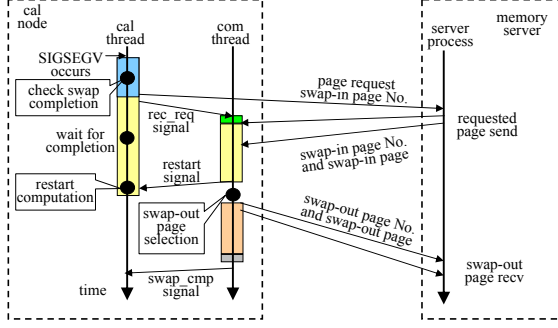 cal
node
cal
thread
com
thread
memory
server
server
process
SIGSEGV
occurs
check swap
completion
page request
swap-in page No.
rec_req
signal
requested
page send
wait for
completion
swap-in page No.
and swap-in page
restart
signal
restart
computation
swap-out
page
selection
swap-out page No.
and swap-out page
swap-out
page recv
swap_cmp
signal
time